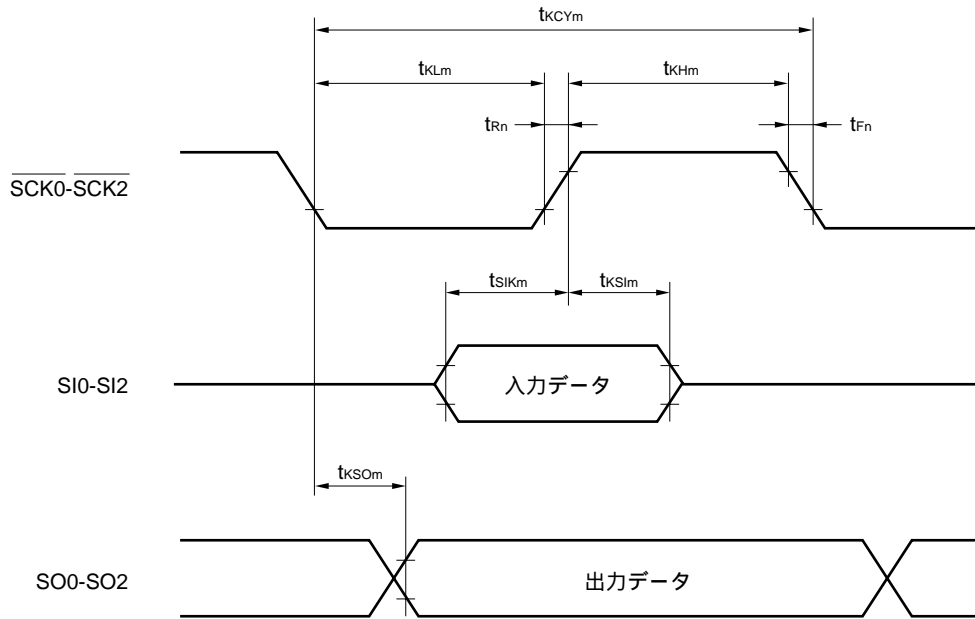 tKCYm
tKLm
tKHm
tRn
tFn
SCK0-SCK2
tSIKm
tKSIm
SI0-SI2
入力データ
tKSOm
SO0-SO2
出力データ